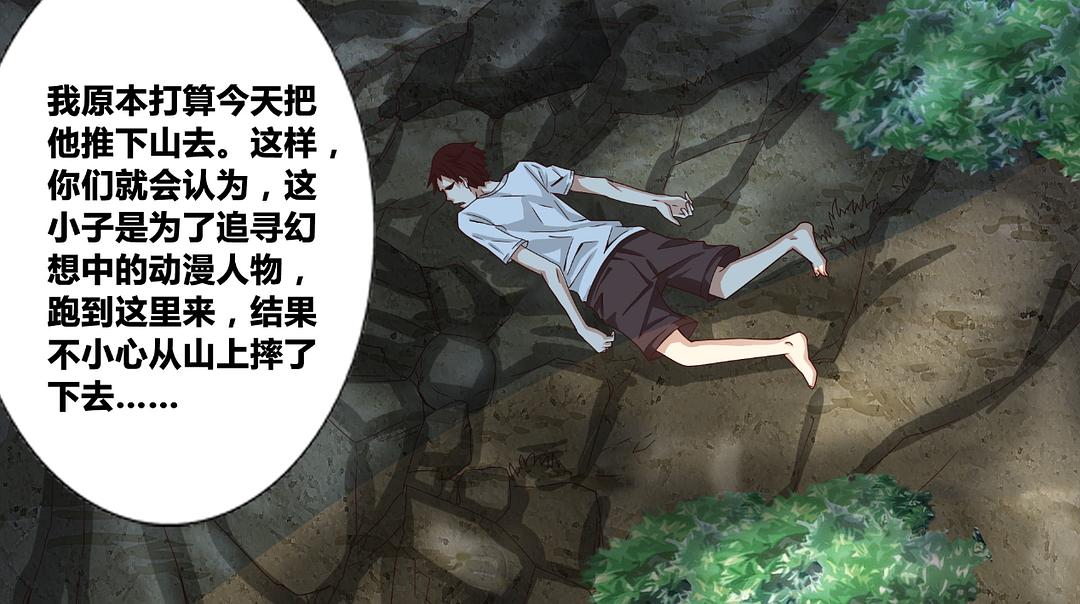 我原本打算今天把
他推下山去。这样，
你们就会认为，这
小子是为了追寻幻
想中的动漫人物，
跑到这里来，结果
不小心从山上摔了
下去……